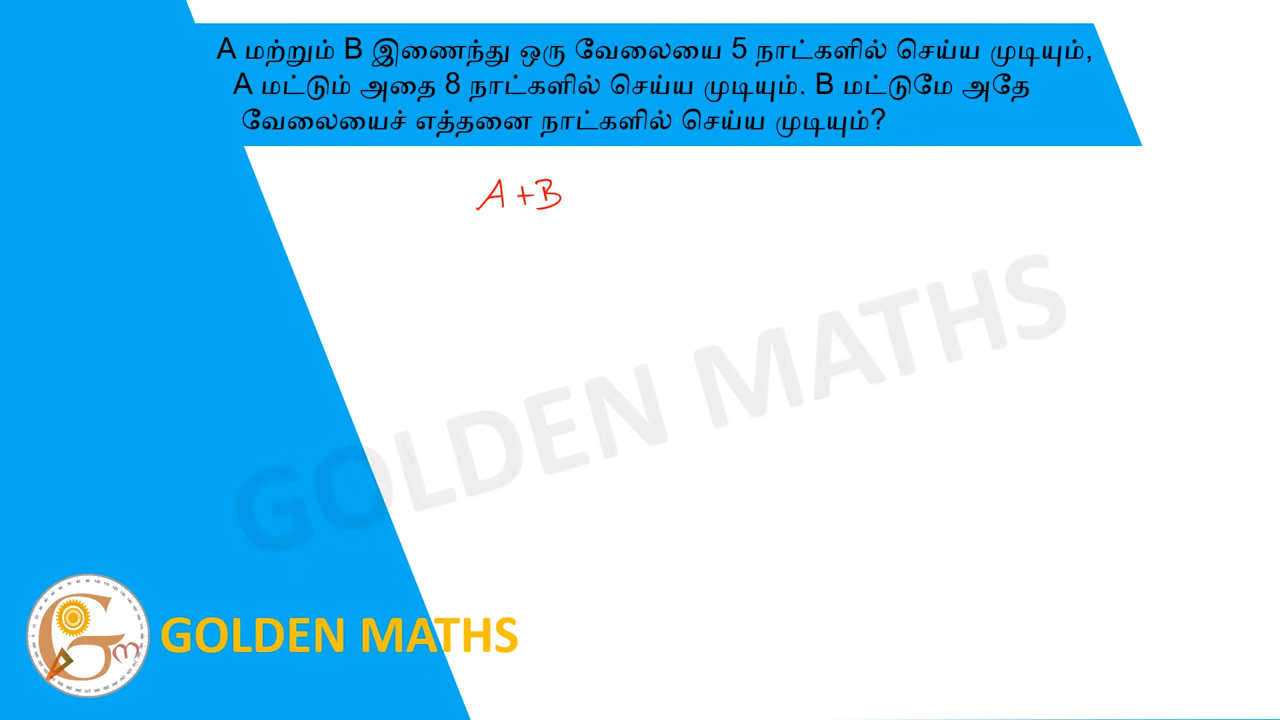 A மற்றும் B இணைந்து ஒரு வேலையை 5 நாட்களில் செய்ய முடியும்,
A மட்டும் அதை 8 நாட்களில் செய்ய முடியும். B மட்டுமே அதே
வேலையைச் எத்தனை நாட்களில் செய்ய முடியும்?
A+B
GOLDEN MATHS
GOLDEN MATHS